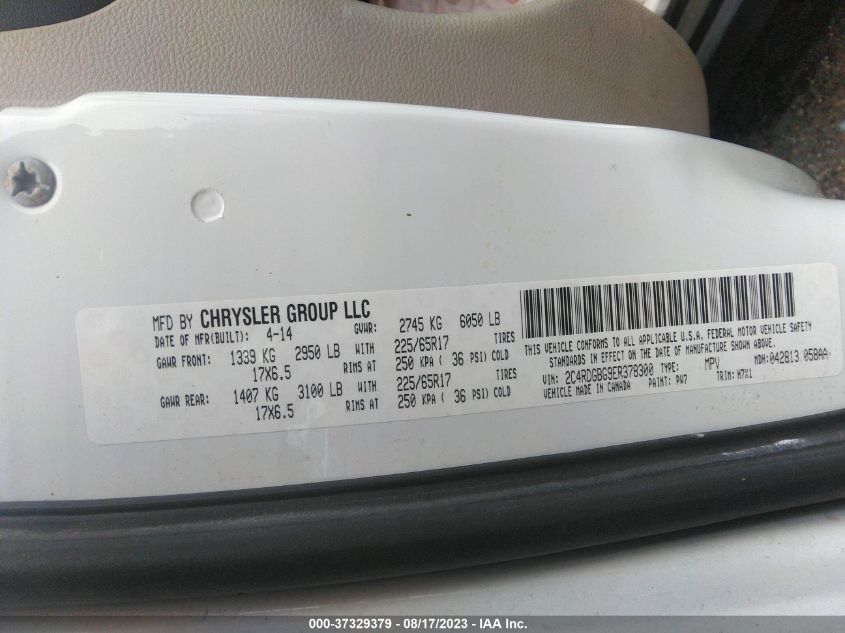 MFD BY CHRYSLER GROUP LLC
DATE OF MFR(BUILT): 4-14 GVWR: 2745 KG 6050 LB
GAWR FRONT: 1339 KG 2950 LB WITH 225/65R17 TIRES
17X6.5 RIMS AT 250 KPA ( 36 PSI) COLD
GAWR REAR: 1407 KG 3100 LB WITH 225/65R17 TIRES
17X6.5 RIMS AT 250 KPA ( 36 PSI) COLD
THIS VEHICLE CONFORMS TO ALL APPLICABLE U.S.A. FEDERAL MOTOR VEHICLE SAFETY
STANDARDS IN EFFECT ON THE DATE OF MANUFACTURE SHOWN ABOVE.
VIN: 2C4RDGBG9ER378300 TYPE: MPV MDH: 042813 058AA
VEHICLE MADE IN CANADA PAINT: PW7 TRIM: H7X1
000-37329379 - 08/17/2023 - IAA Inc.